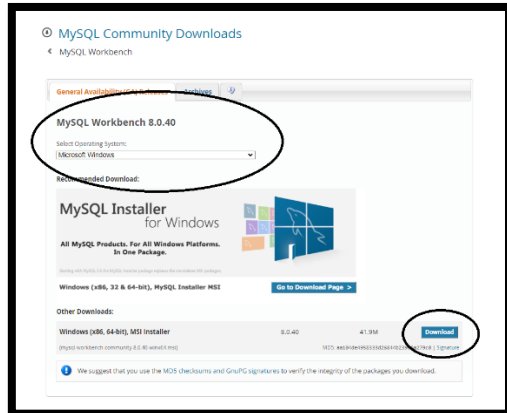 MySQL Community Downloads
MySQL Workbench
General Availability (GA) Releases Archives
MySQL Workbench 8.0.40
Select Operating System:
Microsoft Windows
Recommended Download:
MySQL Installer
for Windows
All MySQL Products. For All Windows Platforms.
In One Package.
Windows (x86, 32 & 64-bit), MySQL Installer MSI
Go to Download Page >
Other Downloads:
Windows (x86, 64-bit), MSI Installer 8.0.40 41.9M Download
(mysql-workbench-community-8.0.40-winx64.msi) MD5: | Signature
We suggest that you use the MD5 checksums and GnuPG signatures to verify the integrity of the packages you download.